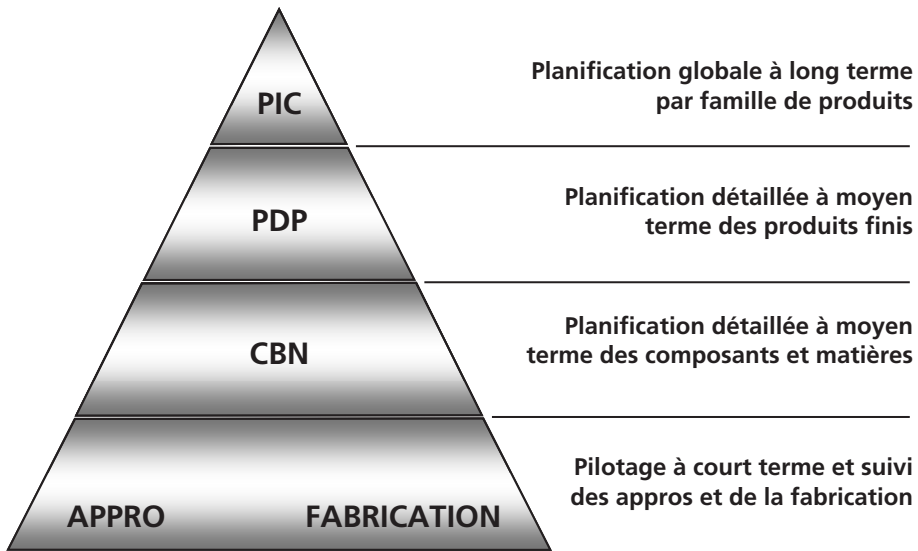 PIC
Planification globale à long terme
par famille de produits
PDP
Planification détaillée à moyen
terme des produits finis
CBN
Planification détaillée à moyen
terme des composants et matières
APPRO
FABRICATION
Pilotage à court terme et suivi
des appros et de la fabrication